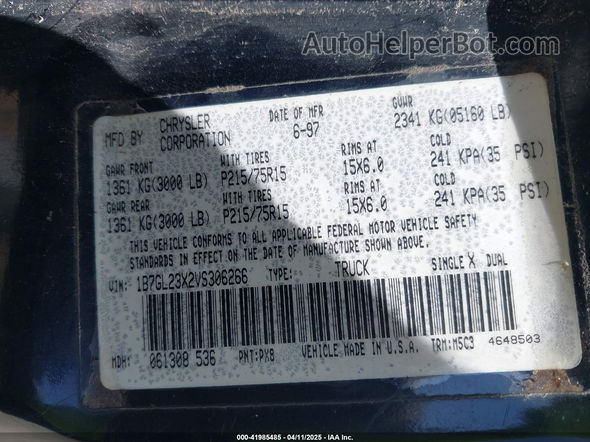 AutoHelperBot.com
MFD BY CHRYSLER CORPORATION DATE OF MFR 6-97 GVWR 2341 KG(05160 LB)
GAWR FRONT WITH TIRES RIMS AT COLD
1361 KG(3000 LB) P215/75R15 15X6.0 241 KPA(35 PSI)
GAWR REAR WITH TIRES RIMS AT COLD
1361 KG(3000 LB) P215/75R15 15X6.0 241 KPA(35 PSI)
THIS VEHICLE CONFORMS TO ALL APPLICABLE FEDERAL MOTOR VEHICLE SAFETY
STANDARDS IN EFFECT ON THE DATE OF MANUFACTURE SHOWN ABOVE.
VIN: 1B7GL23X2VS306266 TYPE: TRUCK SINGLE X DUAL
MDH: 061308 536 PNT:PX8 VEHICLE MADE IN U.S.A. TRM:M5C3 4648503
000-41985485 - 04/11/2025 - IAA Inc.